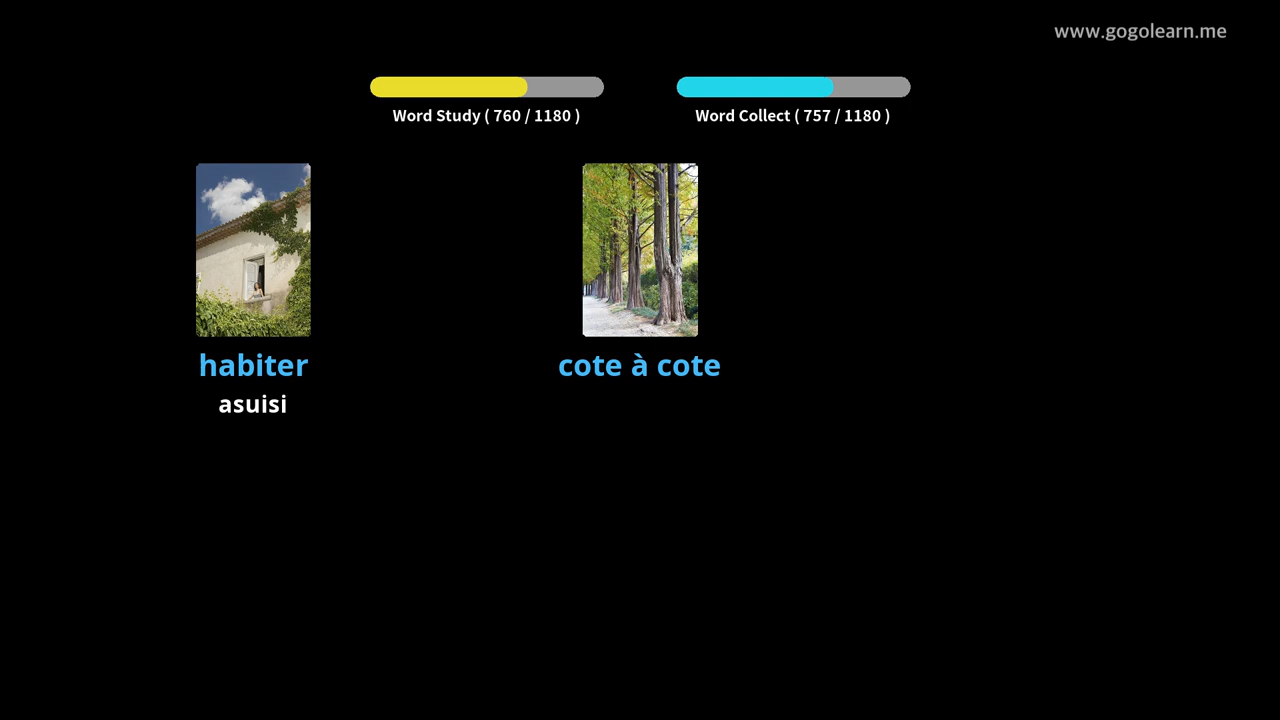 www.gogolearn.me
Word Study ( 760 / 1180 )
Word Collect ( 757 / 1180 )
habiter
cote à cote
asuisi